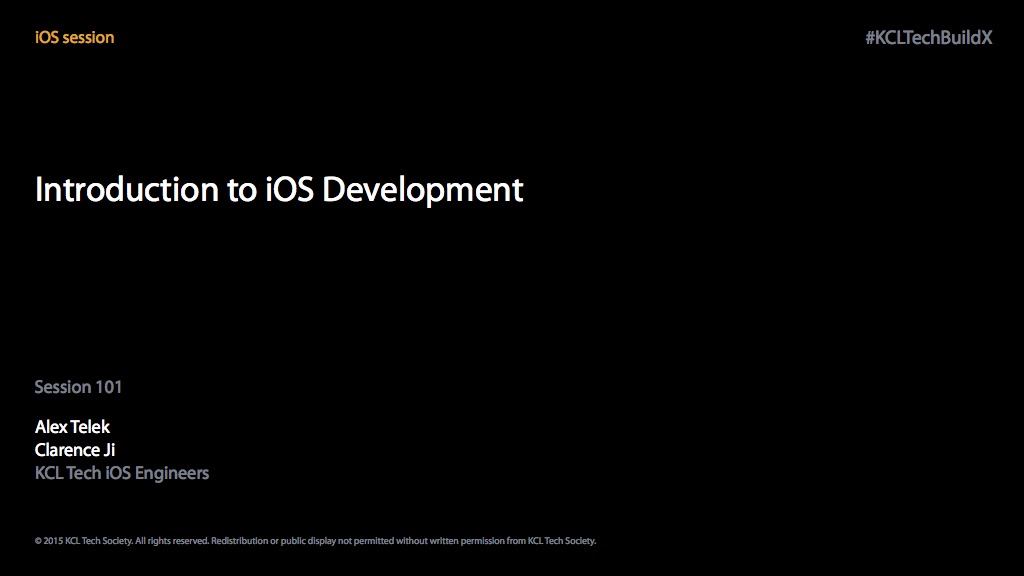 iOS session
#KCLTechBuildX
Introduction to iOS Development
Session 101
Alex Telek
Clarence Ji
KCL Tech iOS Engineers
© 2015 KCL Tech Society. All rights reserved. Redistribution or public display not permitted without written permission from KCL Tech Society.